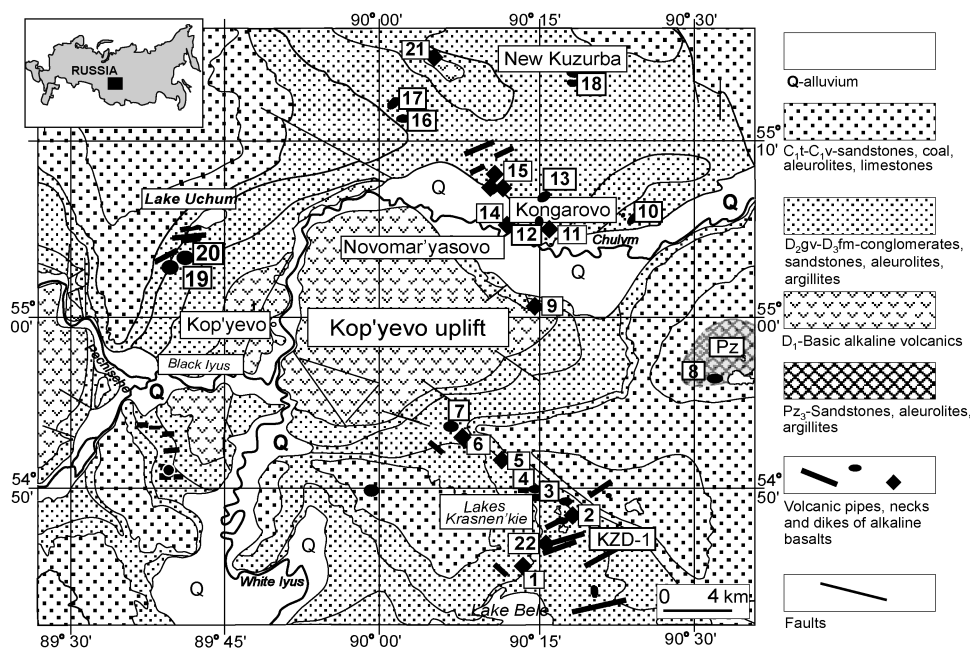 90° 00'
90° 15'
90° 30'
RUSSIA
21
New Kuzurba
18
17
16
55°
10'
15
13
Q
Q
Lake Uchum
14
Kongarovo
10
12
11
Chulym
Novomar'yasovo
20
19
Q
9
Kop'yevo
Kop'yevo uplift
55°
00'
55°
00'
Pz
8
Pechische
Black Iyus
Q
7
6
Q
5
4
54°
50'
54°
50'
3
Lakes
Krasnen'kie
2
22
KZD-1
Q
Q
White Iyus
1
Lake Bele
0 4 km
89° 30'
89° 45'
90° 00'
90° 15'
90° 30'
Q-alluvium
C₁t-C₁v-sandstones, coal,
aleurolites, limestones
D₂gv-D₃fm-conglomerates,
sandstones, aleurolites,
argillites
D₁-Basic alkaline volcanics
Pz₃-Sandstones, aleurolites,
argillites
Volcanic pipes, necks
and dikes of alkaline
basalts
Faults